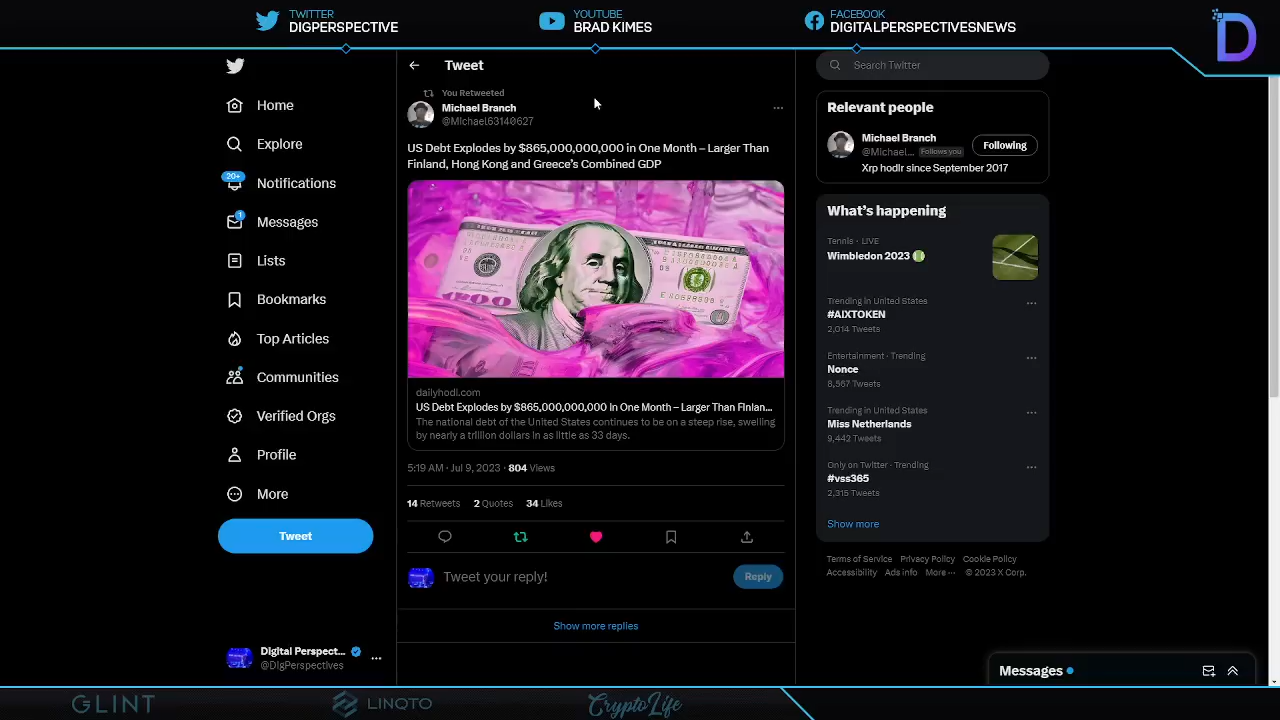 TWITTER
DIGPERSPECTIVE
YOUTUBE
BRAD KIMES
FACEBOOK
DIGITALPERSPECTIVESNEWS
D
Home
Explore
20+
Notifications
1
Messages
Lists
Bookmarks
Top Articles
Communities
Verified Orgs
Profile
More
Tweet
Digital Perspect...
@DigPerspectives
Tweet
You Retweeted
Michael Branch
@Michael63140627
US Debt Explodes by $865,000,000,000 in One Month – Larger Than
Finland, Hong Kong and Greece's Combined GDP
dailyhodl.com
US Debt Explodes by $865,000,000,000 in One Month – Larger Than Finlan...
The national debt of the United States continues to be on a steep rise, swelling
by nearly a trillion dollars in as little as 33 days.
5:19 AM · Jul 9, 2023 · 804 Views
14 Retweets 2 Quotes 34 Likes
Tweet your reply!
Reply
Show more replies
Search Twitter
Relevant people
Michael Branch
@Michael... Follows you
Following
Xrp hodlr since September 2017
What's happening
Tennis · LIVE
Wimbledon 2023
Trending in United States
#AIXTOKEN
2,014 Tweets
Entertainment · Trending
Nonce
8,567 Tweets
Trending in United States
Miss Netherlands
9,442 Tweets
Only on Twitter · Trending
#vss365
2,315 Tweets
Show more
Terms of Service Privacy Policy Cookie Policy
Accessibility Ads info More ··· © 2023 X Corp.
Messages
GLINT
LINQTO
CryptoLife